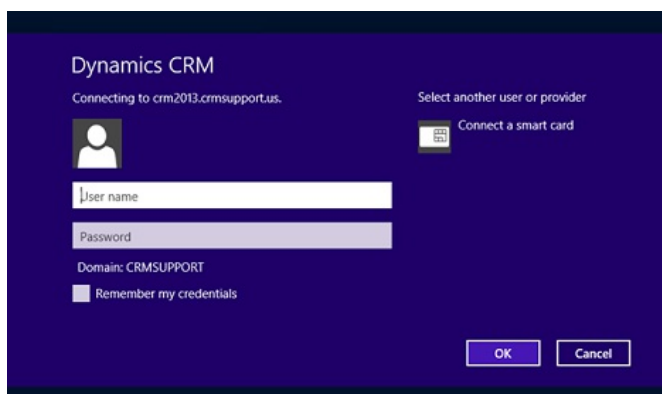 Dynamics CRM
Connecting to crm2013.crmsupport.us.
User name
Password
Domain: CRMSUPPORT
Remember my credentials
Select another user or provider
Connect a smart card
OK
Cancel